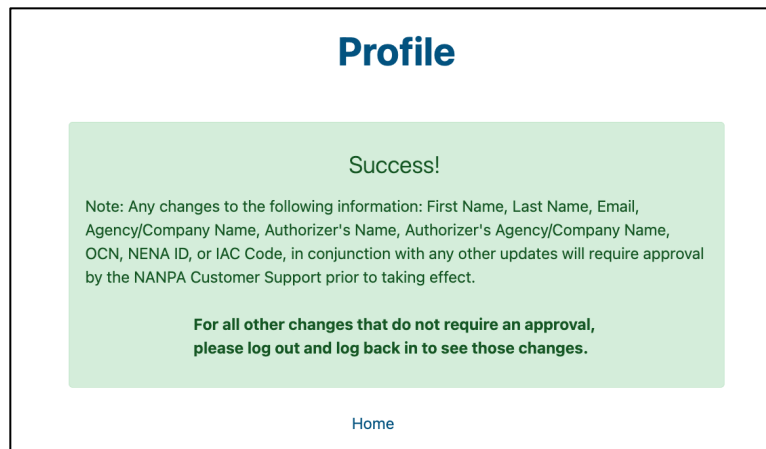 Profile
Success!
Note: Any changes to the following information: First Name, Last Name, Email,
Agency/Company Name, Authorizer's Name, Authorizer's Agency/Company Name,
OCN, NENA ID, or IAC Code, in conjunction with any other updates will require approval
by the NANPA Customer Support prior to taking effect.
For all other changes that do not require an approval,
please log out and log back in to see those changes.
Home